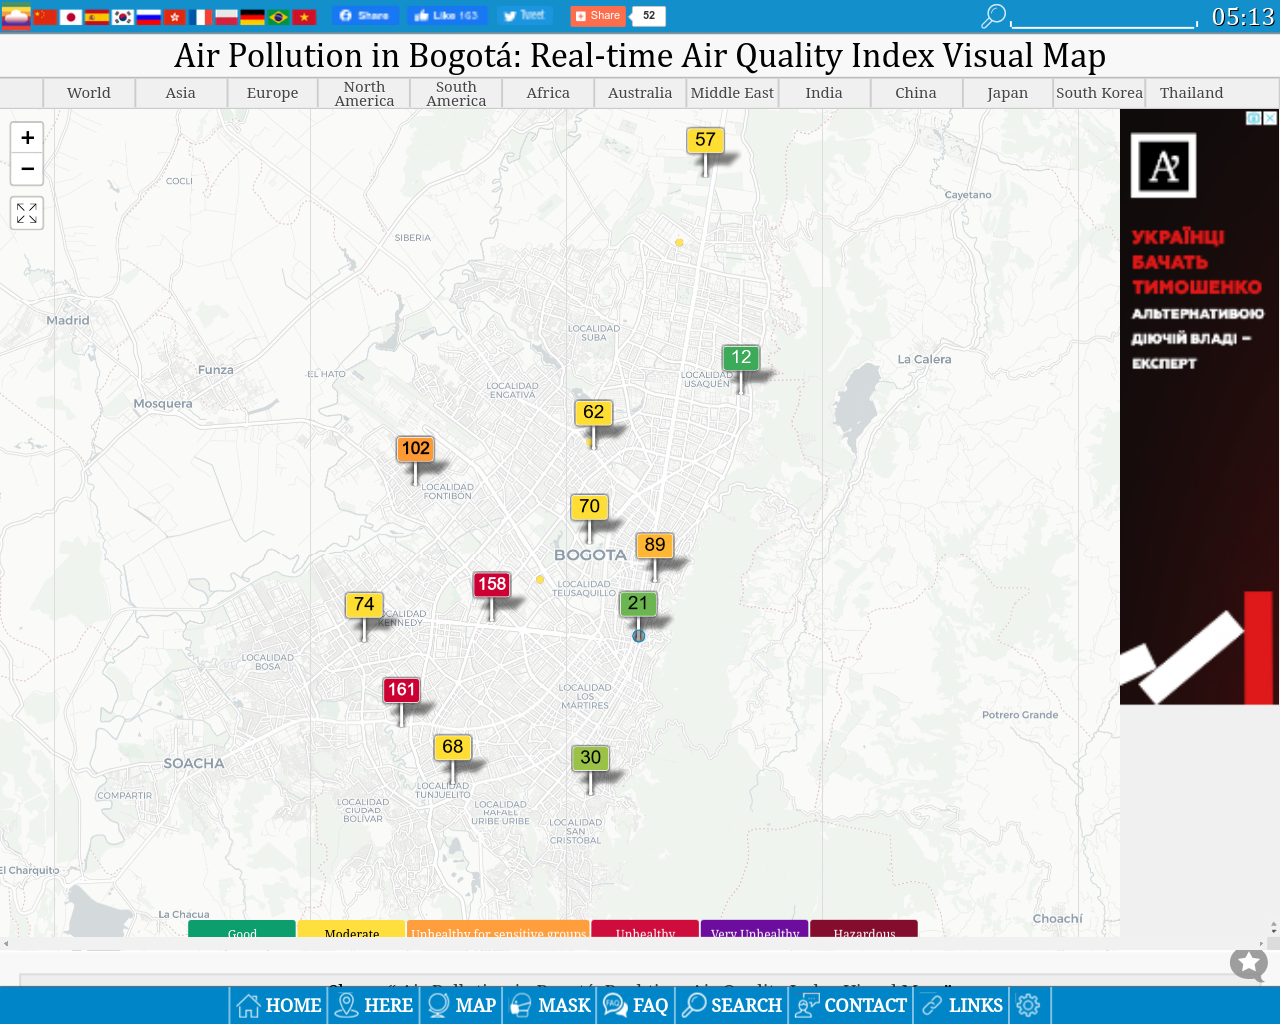 Share
Like 163
Tweet
Share
52
05:13
Air Pollution in Bogotá: Real-time Air Quality Index Visual Map
World
Asia
Europe
North
America
South
America
Africa
Australia
Middle East
India
China
Japan
South Korea
Thailand
+
−
57
COCLI
Cayetano
SIBERIA
УКРАЇНЦІ
БАЧАТЬ
ТИМОШЕНКО
АЛЬТЕРНАТИВОЮ
ДІЮЧІЙ ВЛАДІ –
ЕКСПЕРТ
Madrid
LOCALIDAD
SUBA
12
La Calera
Funza
EL HATO
LOCALIDAD
USAQUÉN
LOCALIDAD
ENGATIVÁ
Mosquera
62
102
LOCALIDAD
FONTIBÓN
70
89
BOGOTA
158
LOCALIDAD
TEUSAQUILLO
74
21
LOCALIDAD
KENNEDY
LOCALIDAD
BOSA
161
LOCALIDAD
LOS
MÁRTIRES
Potrero Grande
68
30
SOACHA
COMPARTIR
LOCALIDAD
TUNJUELITO
LOCALIDAD
CIUDAD
BOLÍVAR
LOCALIDAD
RAFAEL
URIBE URIBE
LOCALIDAD
SAN
CRISTÓBAL
El Charquito
La Chacua
Choachí
Good
Moderate
Unhealthy for sensitive groups
Unhealthy
Very Unhealthy
Hazardous
HOME
HERE
MAP
MASK
FAQ
SEARCH
CONTACT
LINKS